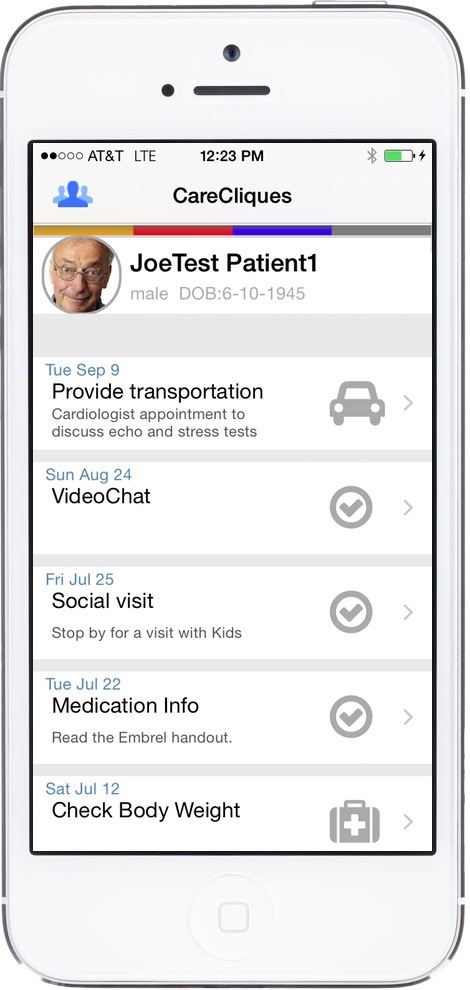 AT&T LTE 12:23 PM
CareCliques
JoeTest Patient1
male DOB:6-10-1945
Tue Sep 9
Provide transportation
Cardiologist appointment to
discuss echo and stress tests
Sun Aug 24
VideoChat
Fri Jul 25
Social visit
Stop by for a visit with Kids
Tue Jul 22
Medication Info
Read the Embrel handout.
Sat Jul 12
Check Body Weight